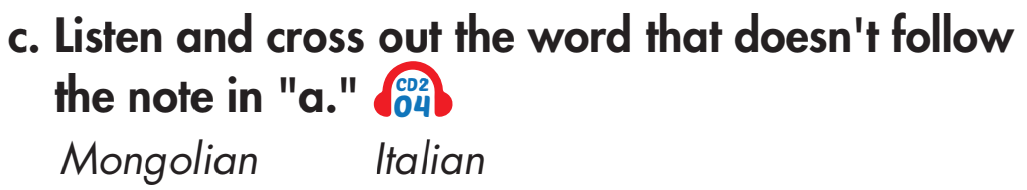 c. Listen and cross out the word that doesn't follow
the note in "a." CD2
04
Mongolian Italian